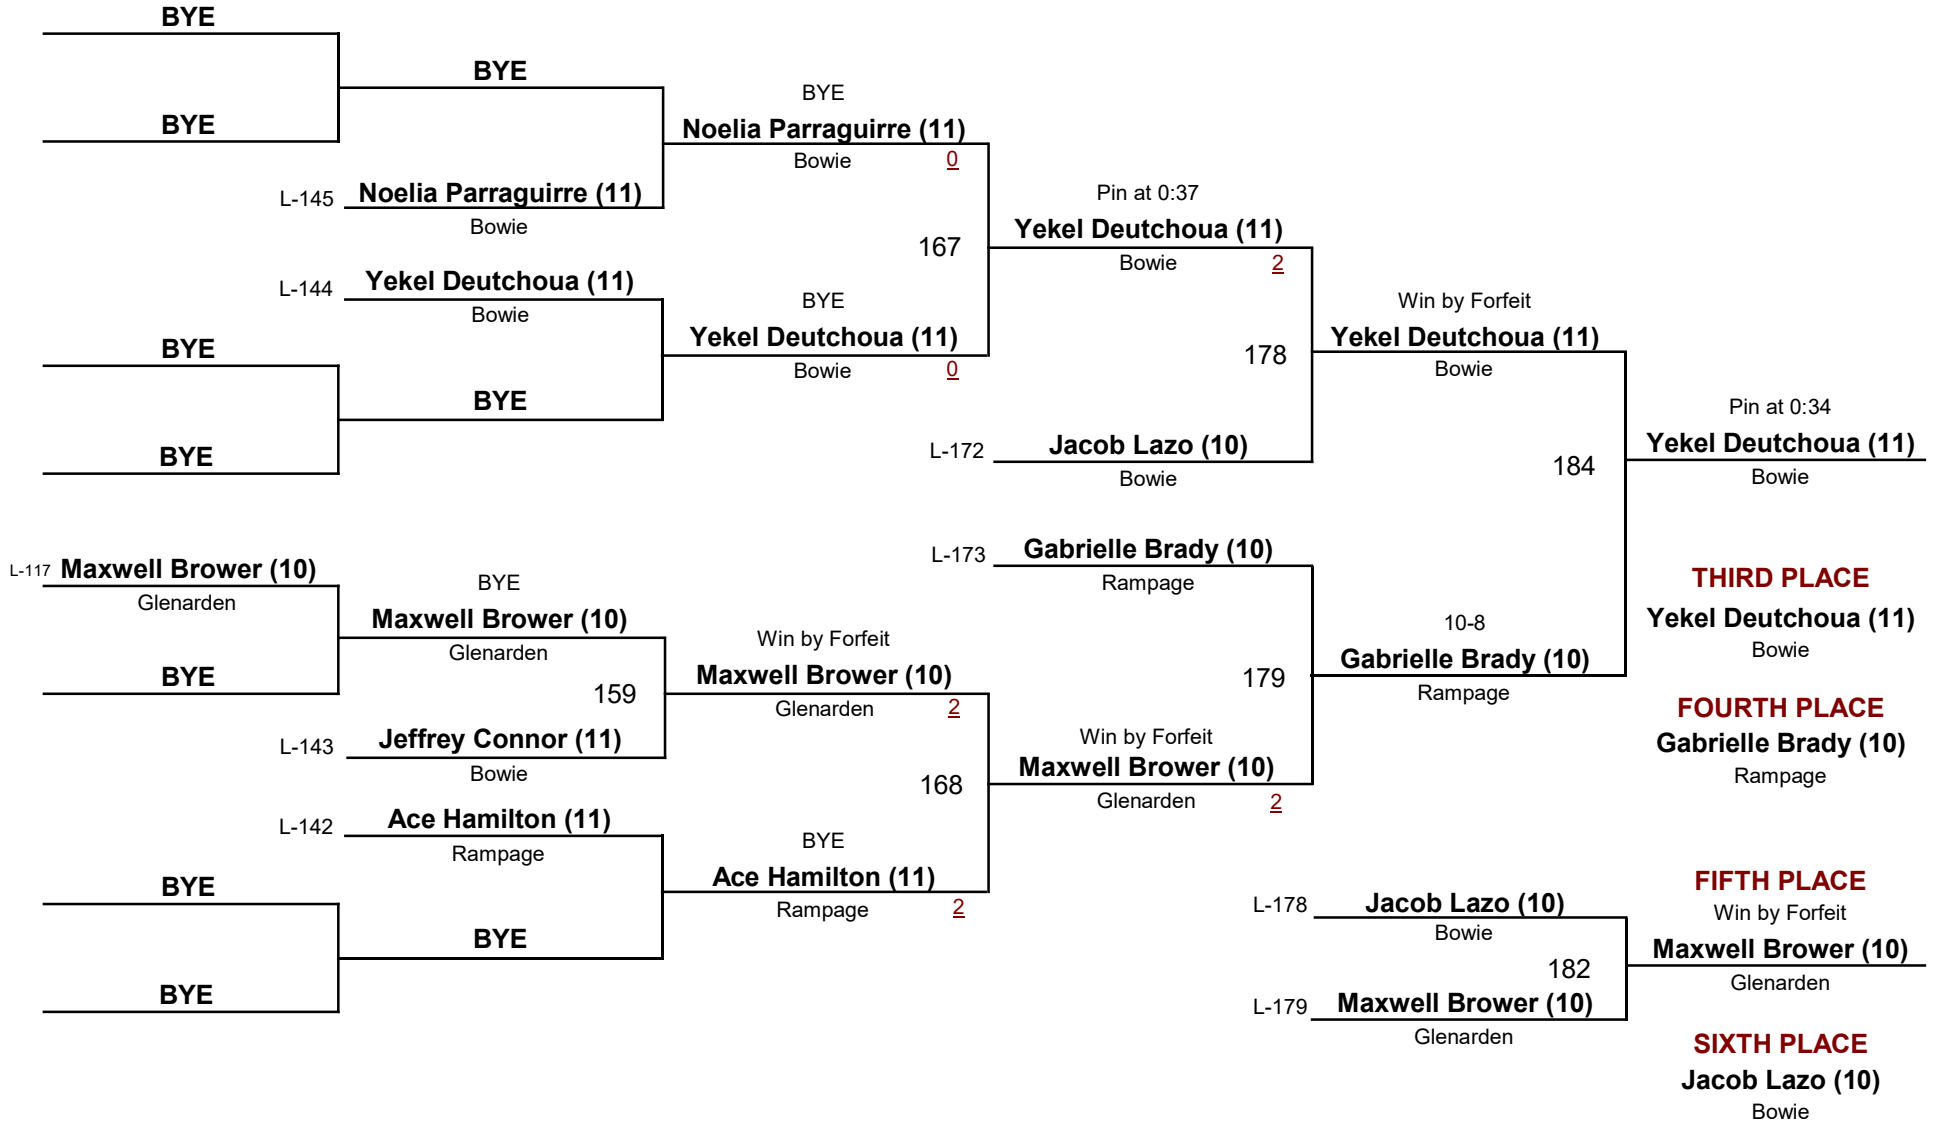 BYE
BYE
BYE
BYE
Noelia Parraguirre (11)
Bowie
0
L-145 Noelia Parraguirre (11)
Bowie
Pin at 0:37
Yekel Deutchoua (11)
Bowie
2
167
L-144 Yekel Deutchoua (11)
Bowie
BYE
Yekel Deutchoua (11)
Bowie
0
Win by Forfeit
Yekel Deutchoua (11)
Bowie
BYE
178
BYE
Pin at 0:34
Yekel Deutchoua (11)
Bowie
BYE
L-172 Jacob Lazo (10)
Bowie
184
L-117 Maxwell Brower (10)
Glenarden
BYE
Maxwell Brower (10)
Glenarden
L-173 Gabrielle Brady (10)
Rampage
THIRD PLACE
Yekel Deutchoua (11)
Bowie
BYE
159
Win by Forfeit
Maxwell Brower (10)
Glenarden
2
179
10-8
Gabrielle Brady (10)
Rampage
FOURTH PLACE
Gabrielle Brady (10)
Rampage
L-143 Jeffrey Connor (11)
Bowie
Win by Forfeit
Maxwell Brower (10)
Glenarden
2
168
L-142 Ace Hamilton (11)
Rampage
BYE
Ace Hamilton (11)
Rampage
2
BYE
BYE
BYE
L-178 Jacob Lazo (10)
Bowie
FIFTH PLACE
Win by Forfeit
Maxwell Brower (10)
Glenarden
182
L-179 Maxwell Brower (10)
Glenarden
SIXTH PLACE
Jacob Lazo (10)
Bowie